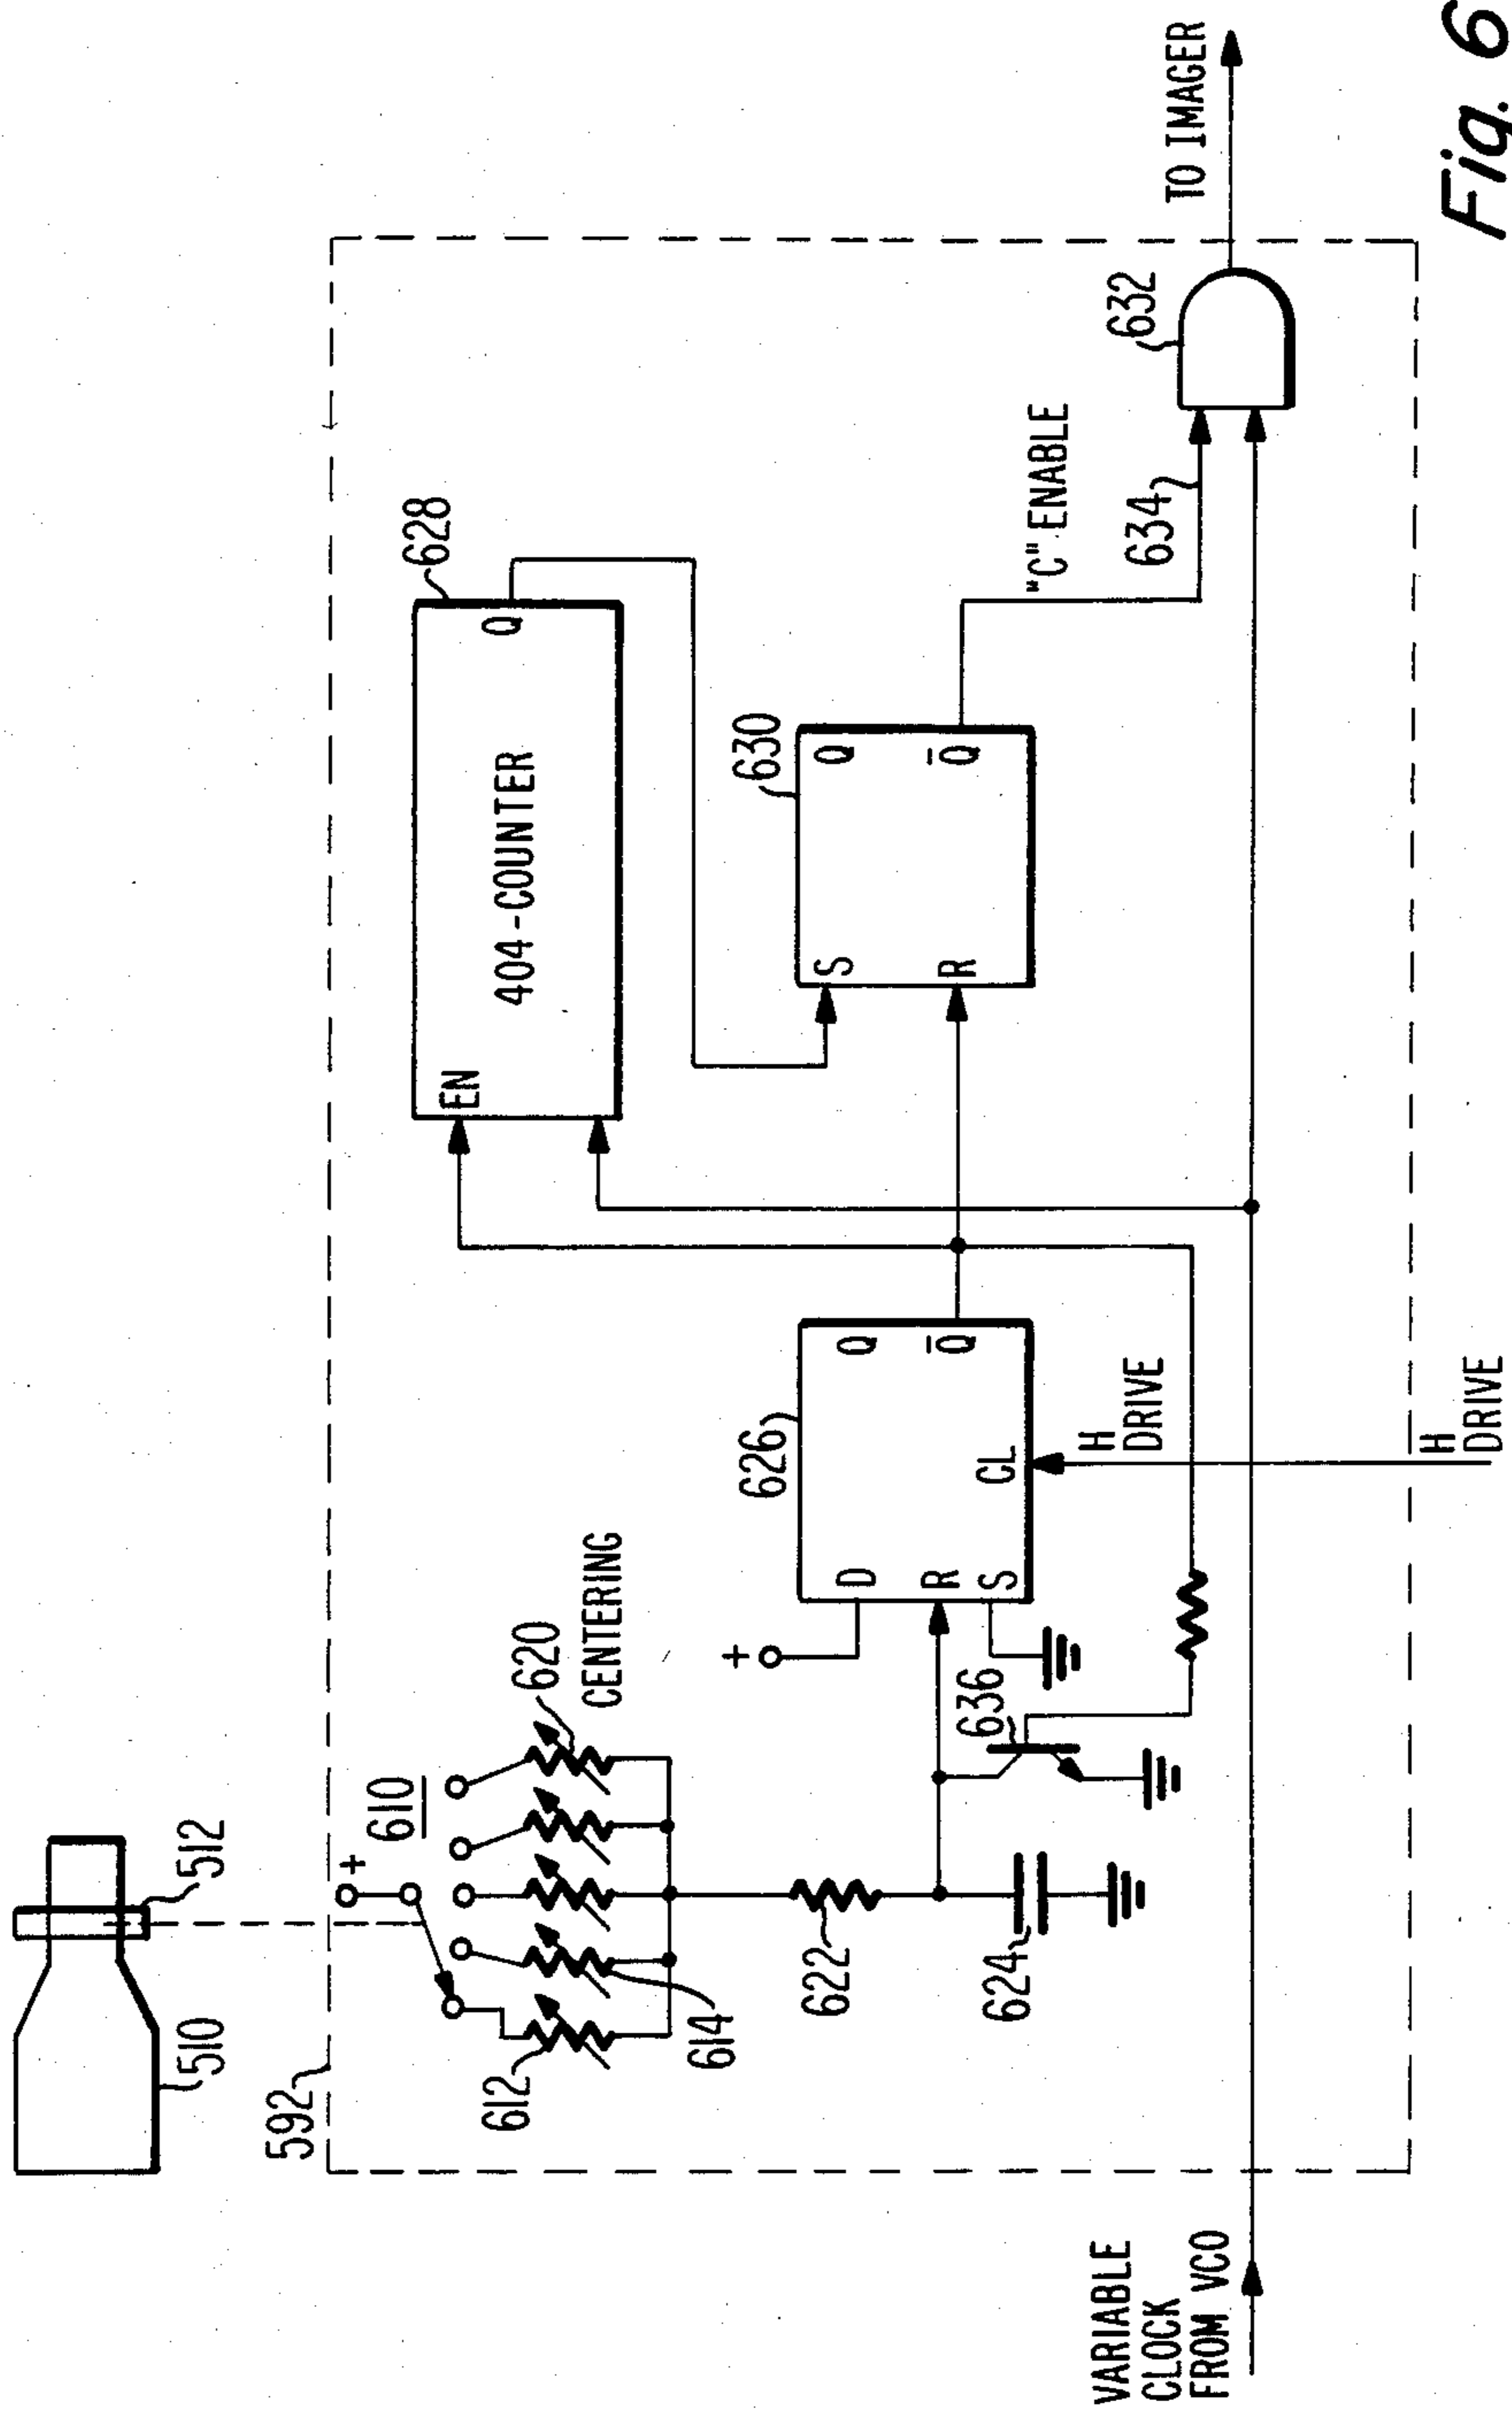 510
512
592
+
610
612
614
620
CENTERING
622
624
+
636
626
D
R
S
CL
Q
Q̅
H
DRIVE
H
DRIVE
628
EN
404-COUNTER
Q
630
S
R
Q
Q̅
"C" ENABLE
634
632
TO IMAGER
VARIABLE
CLOCK
FROM VCO
Fig. 6